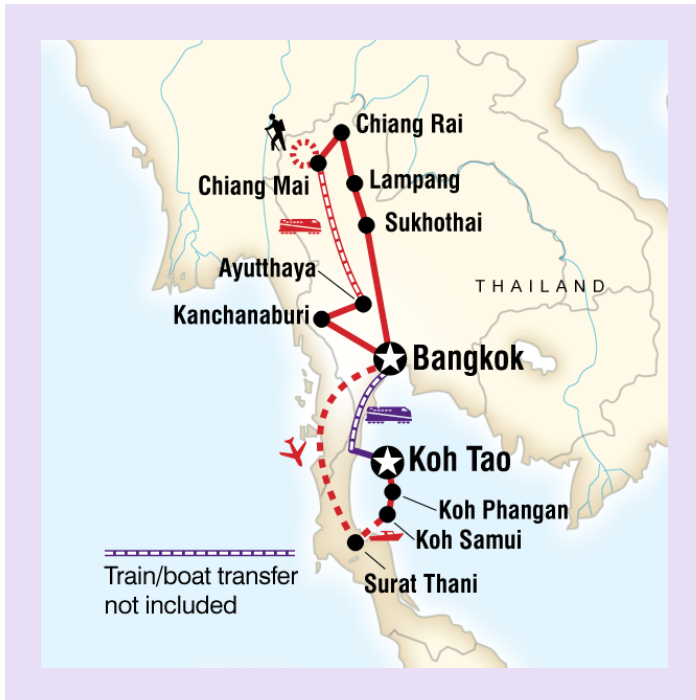 Chiang Rai
Chiang Mai
Lampang
Sukhothai
Ayutthaya
THAILAND
Kanchanaburi
Bangkok
Koh Tao
Koh Phangan
Koh Samui
Train/boat transfer
not included
Surat Thani